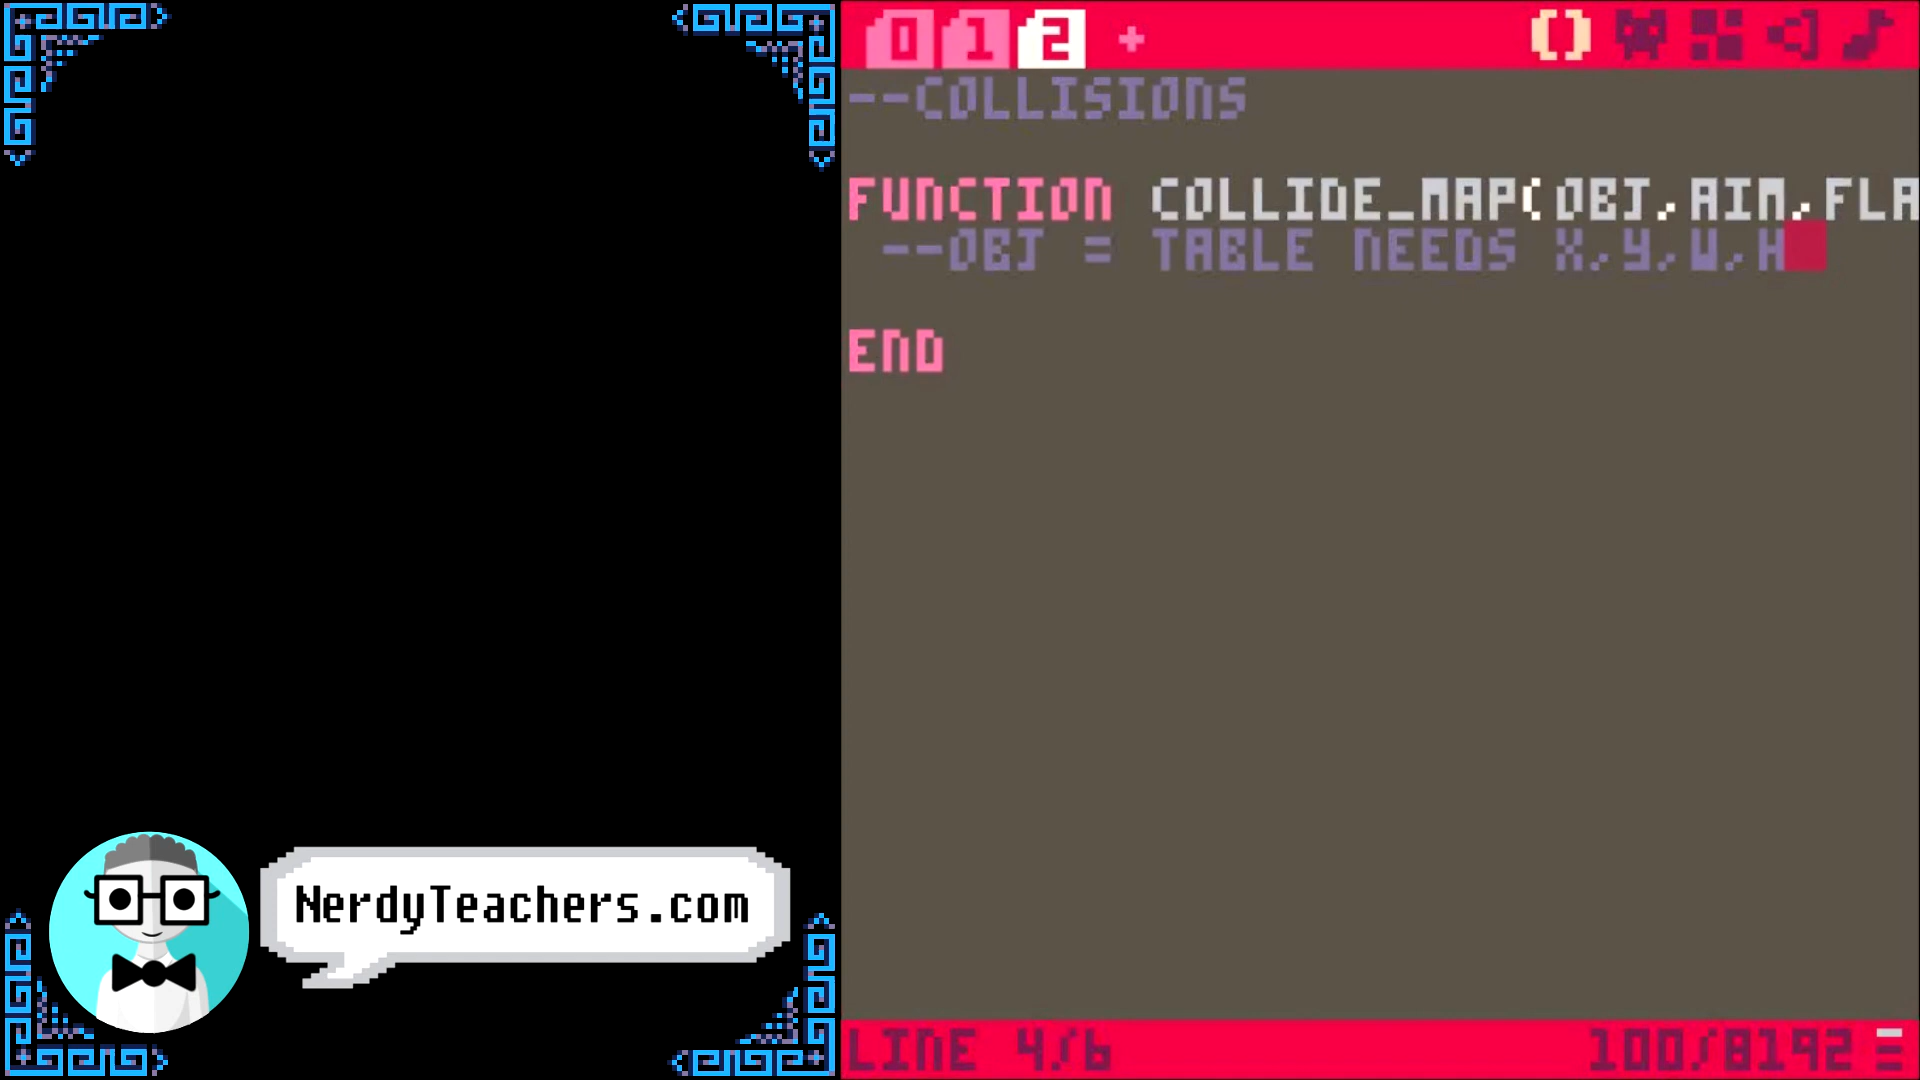 0 1 2 +
--COLLISIONS
FUNCTION COLLIDE_MAP(OBJ,AIM,FLA
--OBJ = TABLE NEEDS X,Y,W,H
END
LINE 4/6 100/8192
NerdyTeachers.com